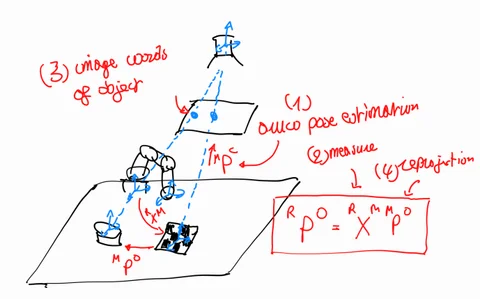 (3) image coords
of object
(1)
aruco pose estimation
(2) measure
(4) reprojection
M P C
R X M
M P O
R P O = R X M M P O